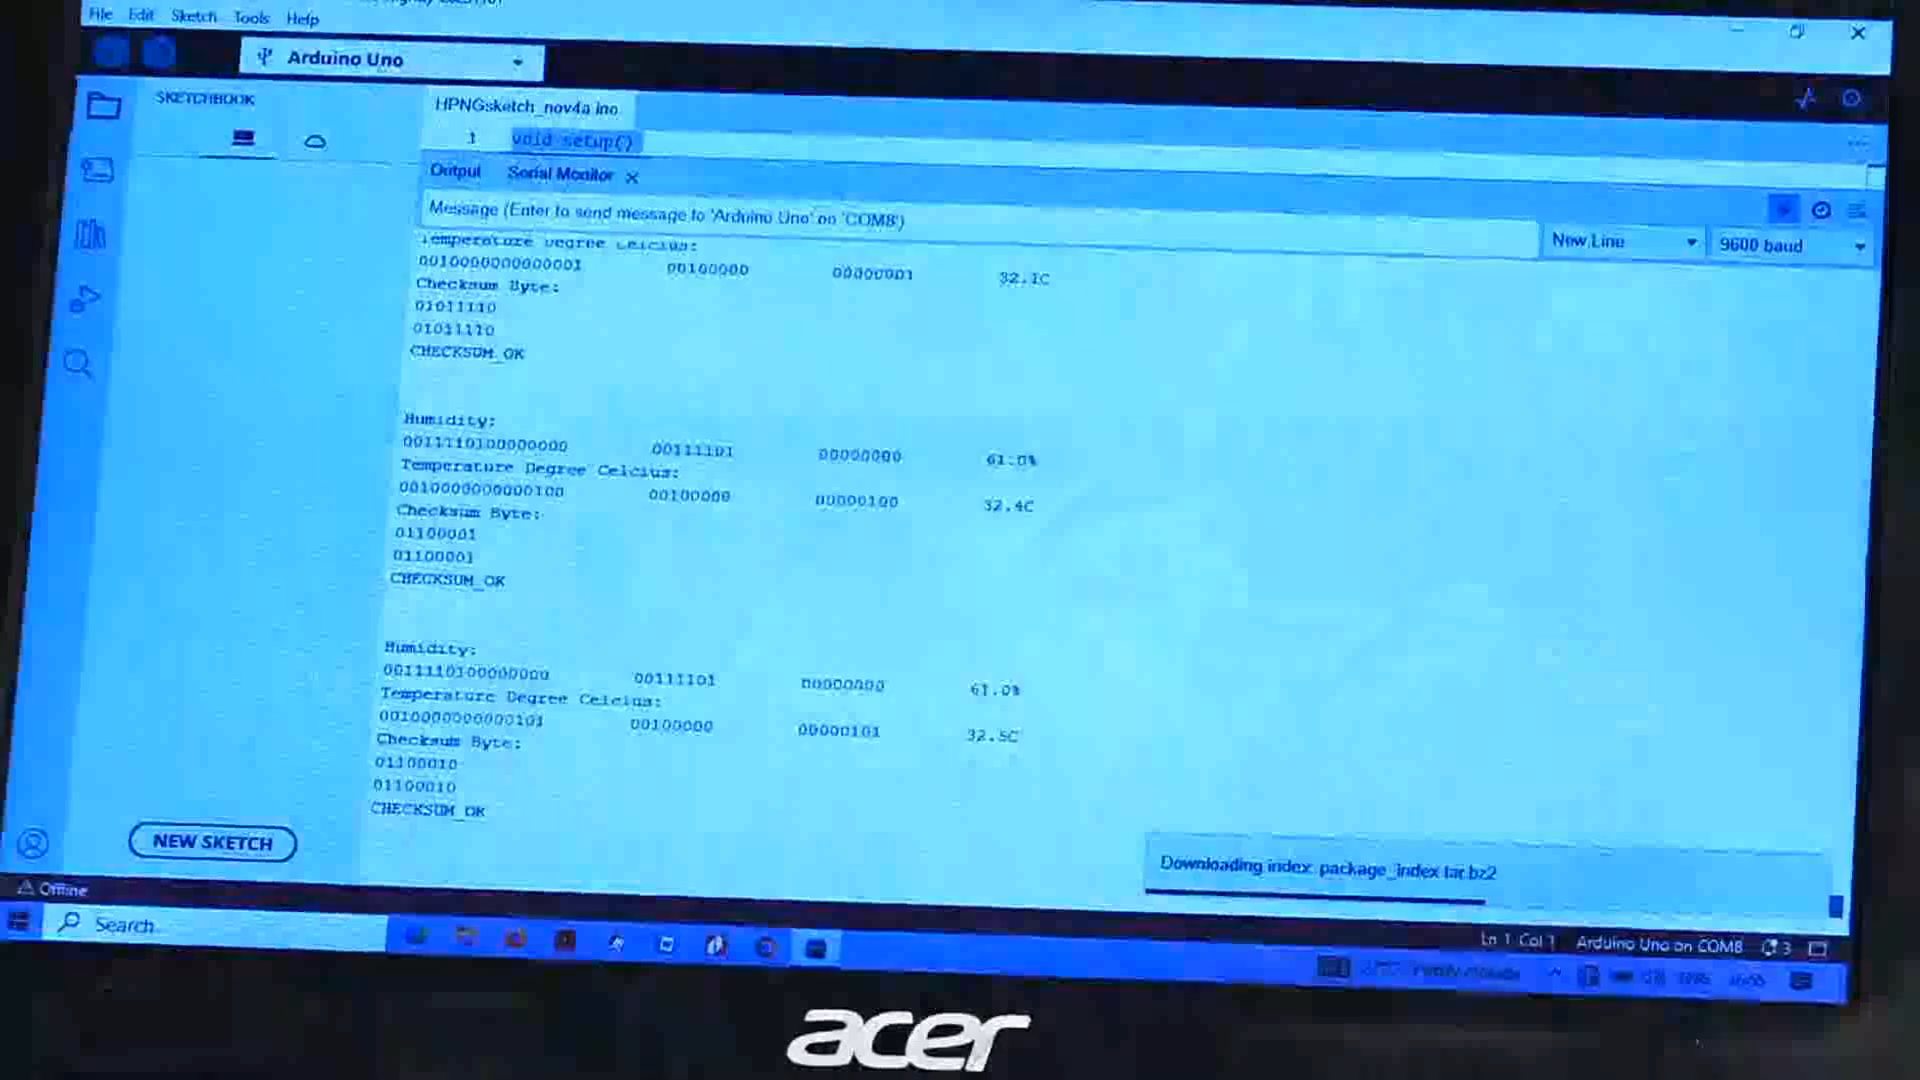 File Edit Sketch Tools Help
Arduino Uno
SKETCHBOOK
HPNGsketch_nov4a.ino
1 void setup()
Output Serial Monitor
Message (Enter to send message to 'Arduino Uno' on 'COM8')
New Line 9600 baud
Temperature Degree Celcius:
0010000000000001 00100000 00000001 32.1C
Checksum Byte:
01011110
01011110
CHECKSUM_OK
Humidity:
0011110100000000 00111101 00000000 61.0%
Temperature Degree Celcius:
0010000000000100 00100000 00000100 32.4C
Checksum Byte:
01100001
01100001
CHECKSUM_OK
Humidity:
0011110100000000 00111101 00000000 61.0%
Temperature Degree Celcius:
0010000000000101 00100000 00000101 32.5C
Checksum Byte:
01100010
01100010
CHECKSUM_OK
NEW SKETCH
Downloading index: package_index.tar.bz2
Offline
Ln 1 Col 1 Arduino Uno on COM8 3
Search
acer